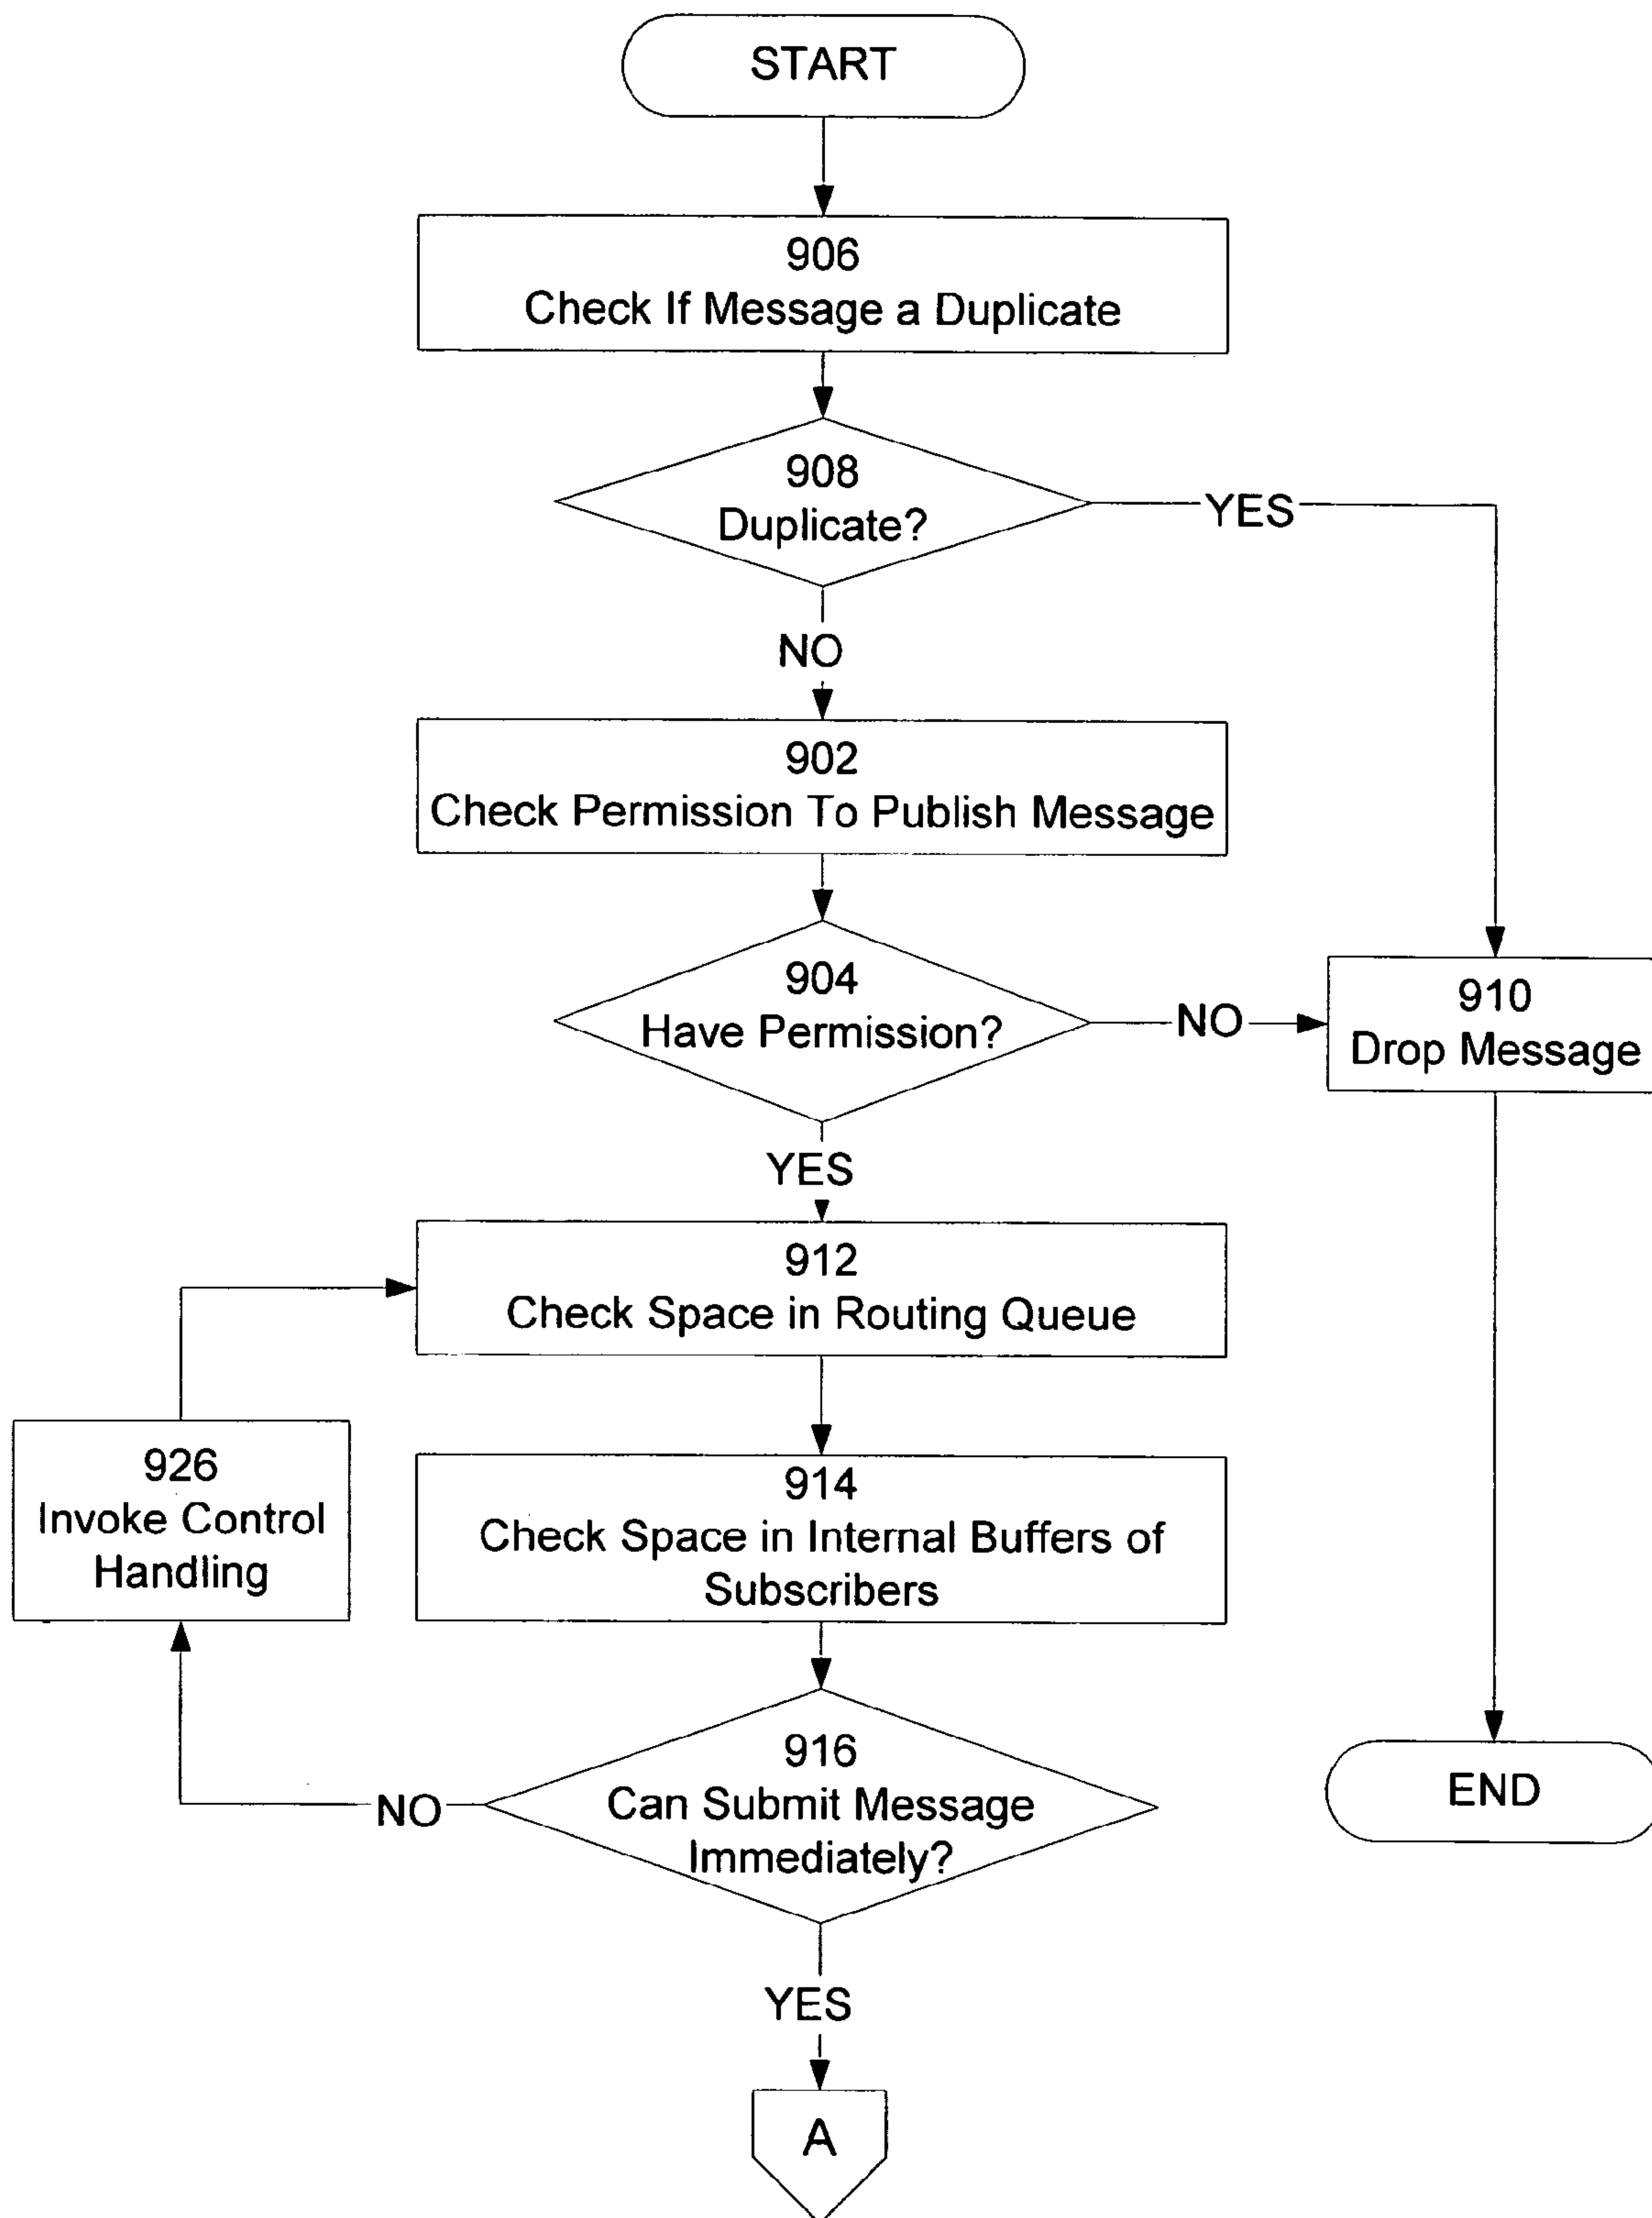 START
906
Check If Message a Duplicate
908
Duplicate?
YES
NO
902
Check Permission To Publish Message
904
Have Permission?
NO
910
Drop Message
YES
912
Check Space in Routing Queue
926
Invoke Control
Handling
914
Check Space in Internal Buffers of
Subscribers
916
Can Submit Message
Immediately?
NO
END
YES
A